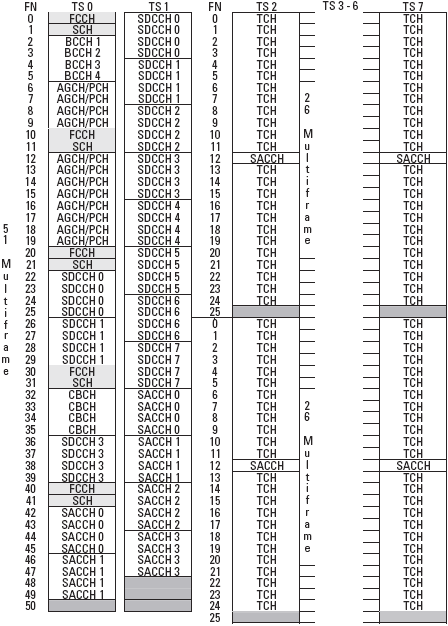 FN TS 0 TS 1 FN TS 2 TS 3 - 6 TS 7
0 FCCH SDCCH 0 0 TCH TCH
1 SCH SDCCH 0 1 TCH TCH
2 BCCH 1 SDCCH 0 2 TCH TCH
3 BCCH 2 SDCCH 0 3 TCH TCH
4 BCCH 3 SDCCH 1 4 TCH TCH
5 BCCH 4 SDCCH 1 5 TCH TCH
6 AGCH/PCH SDCCH 1 6 TCH TCH
7 AGCH/PCH SDCCH 1 7 TCH 2 TCH
8 AGCH/PCH SDCCH 2 8 TCH 6 TCH
9 AGCH/PCH SDCCH 2 9 TCH TCH
10 FCCH SDCCH 2 10 TCH M TCH
11 SCH SDCCH 2 11 TCH u TCH
12 AGCH/PCH SDCCH 3 12 SACCH l SACCH
13 AGCH/PCH SDCCH 3 13 TCH t TCH
14 AGCH/PCH SDCCH 3 14 TCH i TCH
15 AGCH/PCH SDCCH 3 15 TCH f TCH
16 AGCH/PCH SDCCH 4 16 TCH r TCH
17 AGCH/PCH SDCCH 4 17 TCH a TCH
5 18 AGCH/PCH SDCCH 4 18 TCH m TCH
1 19 AGCH/PCH SDCCH 4 19 TCH e TCH
20 FCCH SDCCH 5 20 TCH TCH
M 21 SCH SDCCH 5 21 TCH TCH
u 22 SDCCH 0 SDCCH 5 22 TCH TCH
l 23 SDCCH 0 SDCCH 5 23 TCH TCH
t 24 SDCCH 0 SDCCH 6 24 TCH TCH
i 25 SDCCH 0 SDCCH 6 25
f 26 SDCCH 1 SDCCH 6 0 TCH TCH
r 27 SDCCH 1 SDCCH 6 1 TCH TCH
a 28 SDCCH 1 SDCCH 7 2 TCH TCH
m 29 SDCCH 1 SDCCH 7 3 TCH TCH
e 30 FCCH SDCCH 7 4 TCH TCH
31 SCH SDCCH 7 5 TCH TCH
32 CBCH SACCH 0 6 TCH TCH
33 CBCH SACCH 0 7 TCH 2 TCH
34 CBCH SACCH 0 8 TCH 6 TCH
35 CBCH SACCH 0 9 TCH TCH
36 SDCCH 3 SACCH 1 10 TCH M TCH
37 SDCCH 3 SACCH 1 11 TCH u TCH
38 SDCCH 3 SACCH 1 12 SACCH l SACCH
39 SDCCH 3 SACCH 1 13 TCH t TCH
40 FCCH SACCH 2 14 TCH i TCH
41 SCH SACCH 2 15 TCH f TCH
42 SACCH 0 SACCH 2 16 TCH r TCH
43 SACCH 0 SACCH 2 17 TCH a TCH
44 SACCH 0 SACCH 3 18 TCH m TCH
45 SACCH 0 SACCH 3 19 TCH e TCH
46 SACCH 1 SACCH 3 20 TCH TCH
47 SACCH 1 SACCH 3 21 TCH TCH
48 SACCH 1 22 TCH TCH
49 SACCH 1 23 TCH TCH
50 24 TCH TCH
25